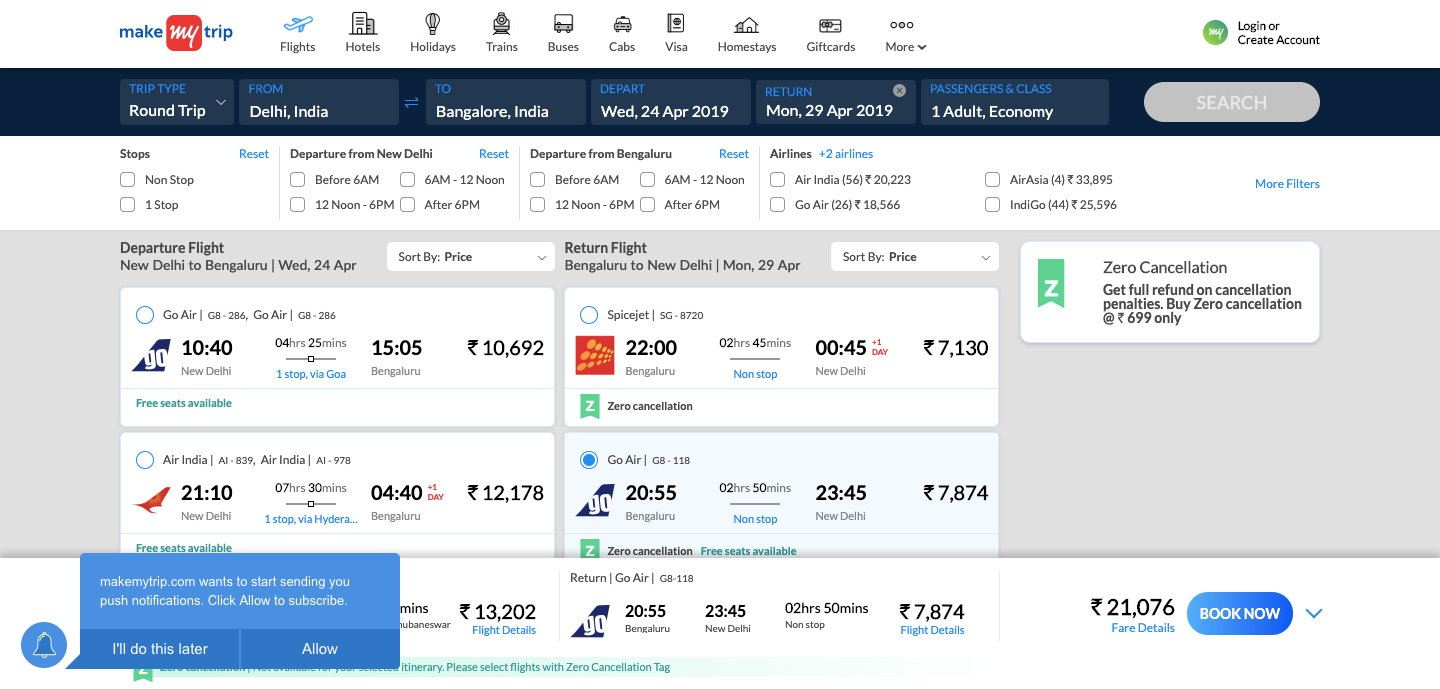 make my trip
Flights
Hotels
Holidays
Trains
Buses
Cabs
Visa
Homestays
Giftcards
More
my
Login or
Create Account
TRIP TYPE
Round Trip
FROM
Delhi, India
TO
Bangalore, India
DEPART
Wed, 24 Apr 2019
RETURN
Mon, 29 Apr 2019
PASSENGERS & CLASS
1 Adult, Economy
SEARCH
Stops Reset
Non Stop
1 Stop
Departure from New Delhi Reset
Before 6AM 6AM - 12 Noon
12 Noon - 6PM After 6PM
Departure from Bengaluru Reset
Before 6AM 6AM - 12 Noon
12 Noon - 6PM After 6PM
Airlines +2 airlines
Air India (56) ₹ 20,223 AirAsia (4) ₹ 33,895
Go Air (26) ₹ 18,566 IndiGo (44) ₹ 25,596
More Filters
Departure Flight
New Delhi to Bengaluru | Wed, 24 Apr
Sort By: Price
Go Air | G8 - 286, Go Air | G8 - 286
go 10:40 04hrs 25mins 15:05 ₹ 10,692
New Delhi 1 stop, via Goa Bengaluru
Free seats available
Air India | AI - 839, Air India | AI - 978
21:10 07hrs 30mins 04:40 +1 DAY ₹ 12,178
New Delhi 1 stop, via Hydera... Bengaluru
Free seats available
Return Flight
Bengaluru to New Delhi | Mon, 29 Apr
Sort By: Price
Spicejet | SG - 8720
22:00 02hrs 45mins 00:45 +1 DAY ₹ 7,130
Bengaluru Non stop New Delhi
Z Zero cancellation
Go Air | G8 - 118
go 20:55 02hrs 50mins 23:45 ₹ 7,874
Bengaluru Non stop New Delhi
Z Zero cancellation Free seats available
Z
Zero Cancellation
Get full refund on cancellation
penalties. Buy Zero cancellation
@ ₹ 699 only
makemytrip.com wants to start sending you
push notifications. Click Allow to subscribe.
I'll do this later Allow
mins ₹ 13,202
hubaneswar Flight Details
Return | Go Air | G8-118
go 20:55 23:45 02hrs 50mins ₹ 7,874
Bengaluru New Delhi Non stop Flight Details
₹ 21,076
Fare Details
BOOK NOW
Zero cancellation | Not available for your selected itinerary. Please select flights with Zero Cancellation Tag